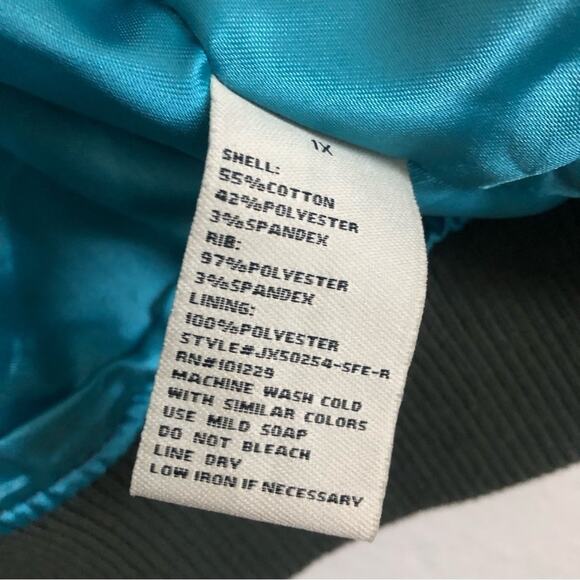 1X
SHELL:
55%COTTON
42%POLYESTER
3%SPANDEX
RIB:
97%POLYESTER
3%SPANDEX
LINING:
100%POLYESTER
STYLE#JX50254-SFE-R
RN#101229
MACHINE WASH COLD
WITH SIMILAR COLORS
USE MILD SOAP
DO NOT BLEACH
LINE DRY
LOW IRON IF NECESSARY